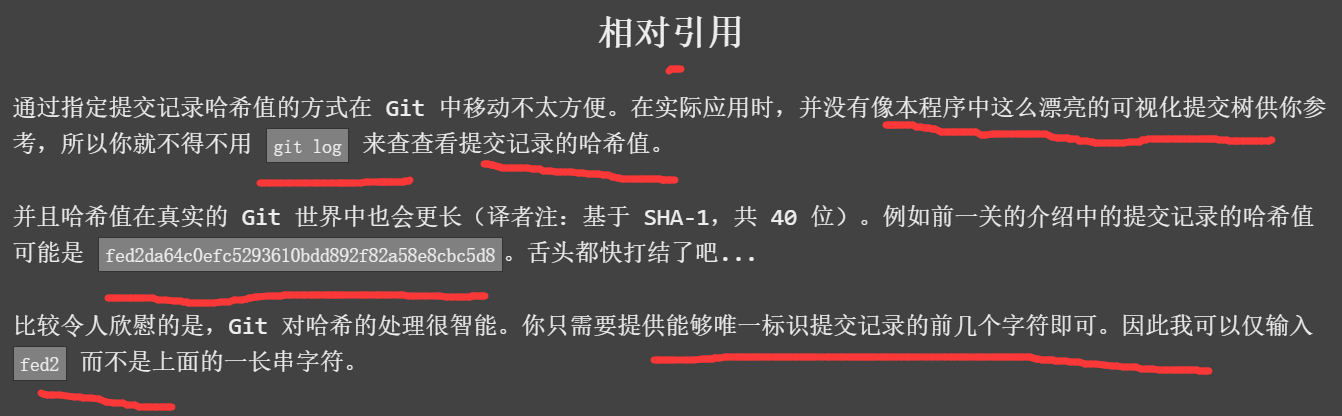 相对引用
通过指定提交记录哈希值的方式在 Git 中移动不太方便。在实际应用时，并没有像本程序中这么漂亮的可视化提交树供你参
考，所以你就不得不用 git log 来查查看提交记录的哈希值。
并且哈希值在真实的 Git 世界中也会更长（译者注：基于 SHA-1，共 40 位）。例如前一关的介绍中的提交记录的哈希值
可能是 fed2da64c0efc5293610bdd892f82a58e8cbc5d8。舌头都快打结了吧...
比较令人欣慰的是，Git 对哈希的处理很智能。你只需要提供能够唯一标识提交记录的前几个字符即可。因此我可以仅输入
fed2 而不是上面的一长串字符。